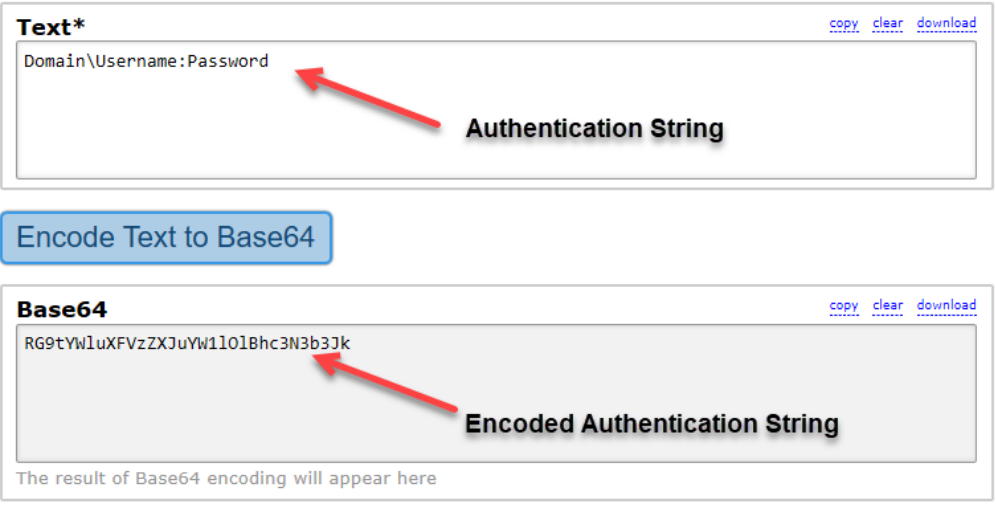 Text*
copy clear download
Domain\Username:Password
Authentication String
Encode Text to Base64
Base64
copy clear download
RG9tYWluXFVzZXJuYW1lOlBhc3N3b3Jk
Encoded Authentication String
The result of Base64 encoding will appear here